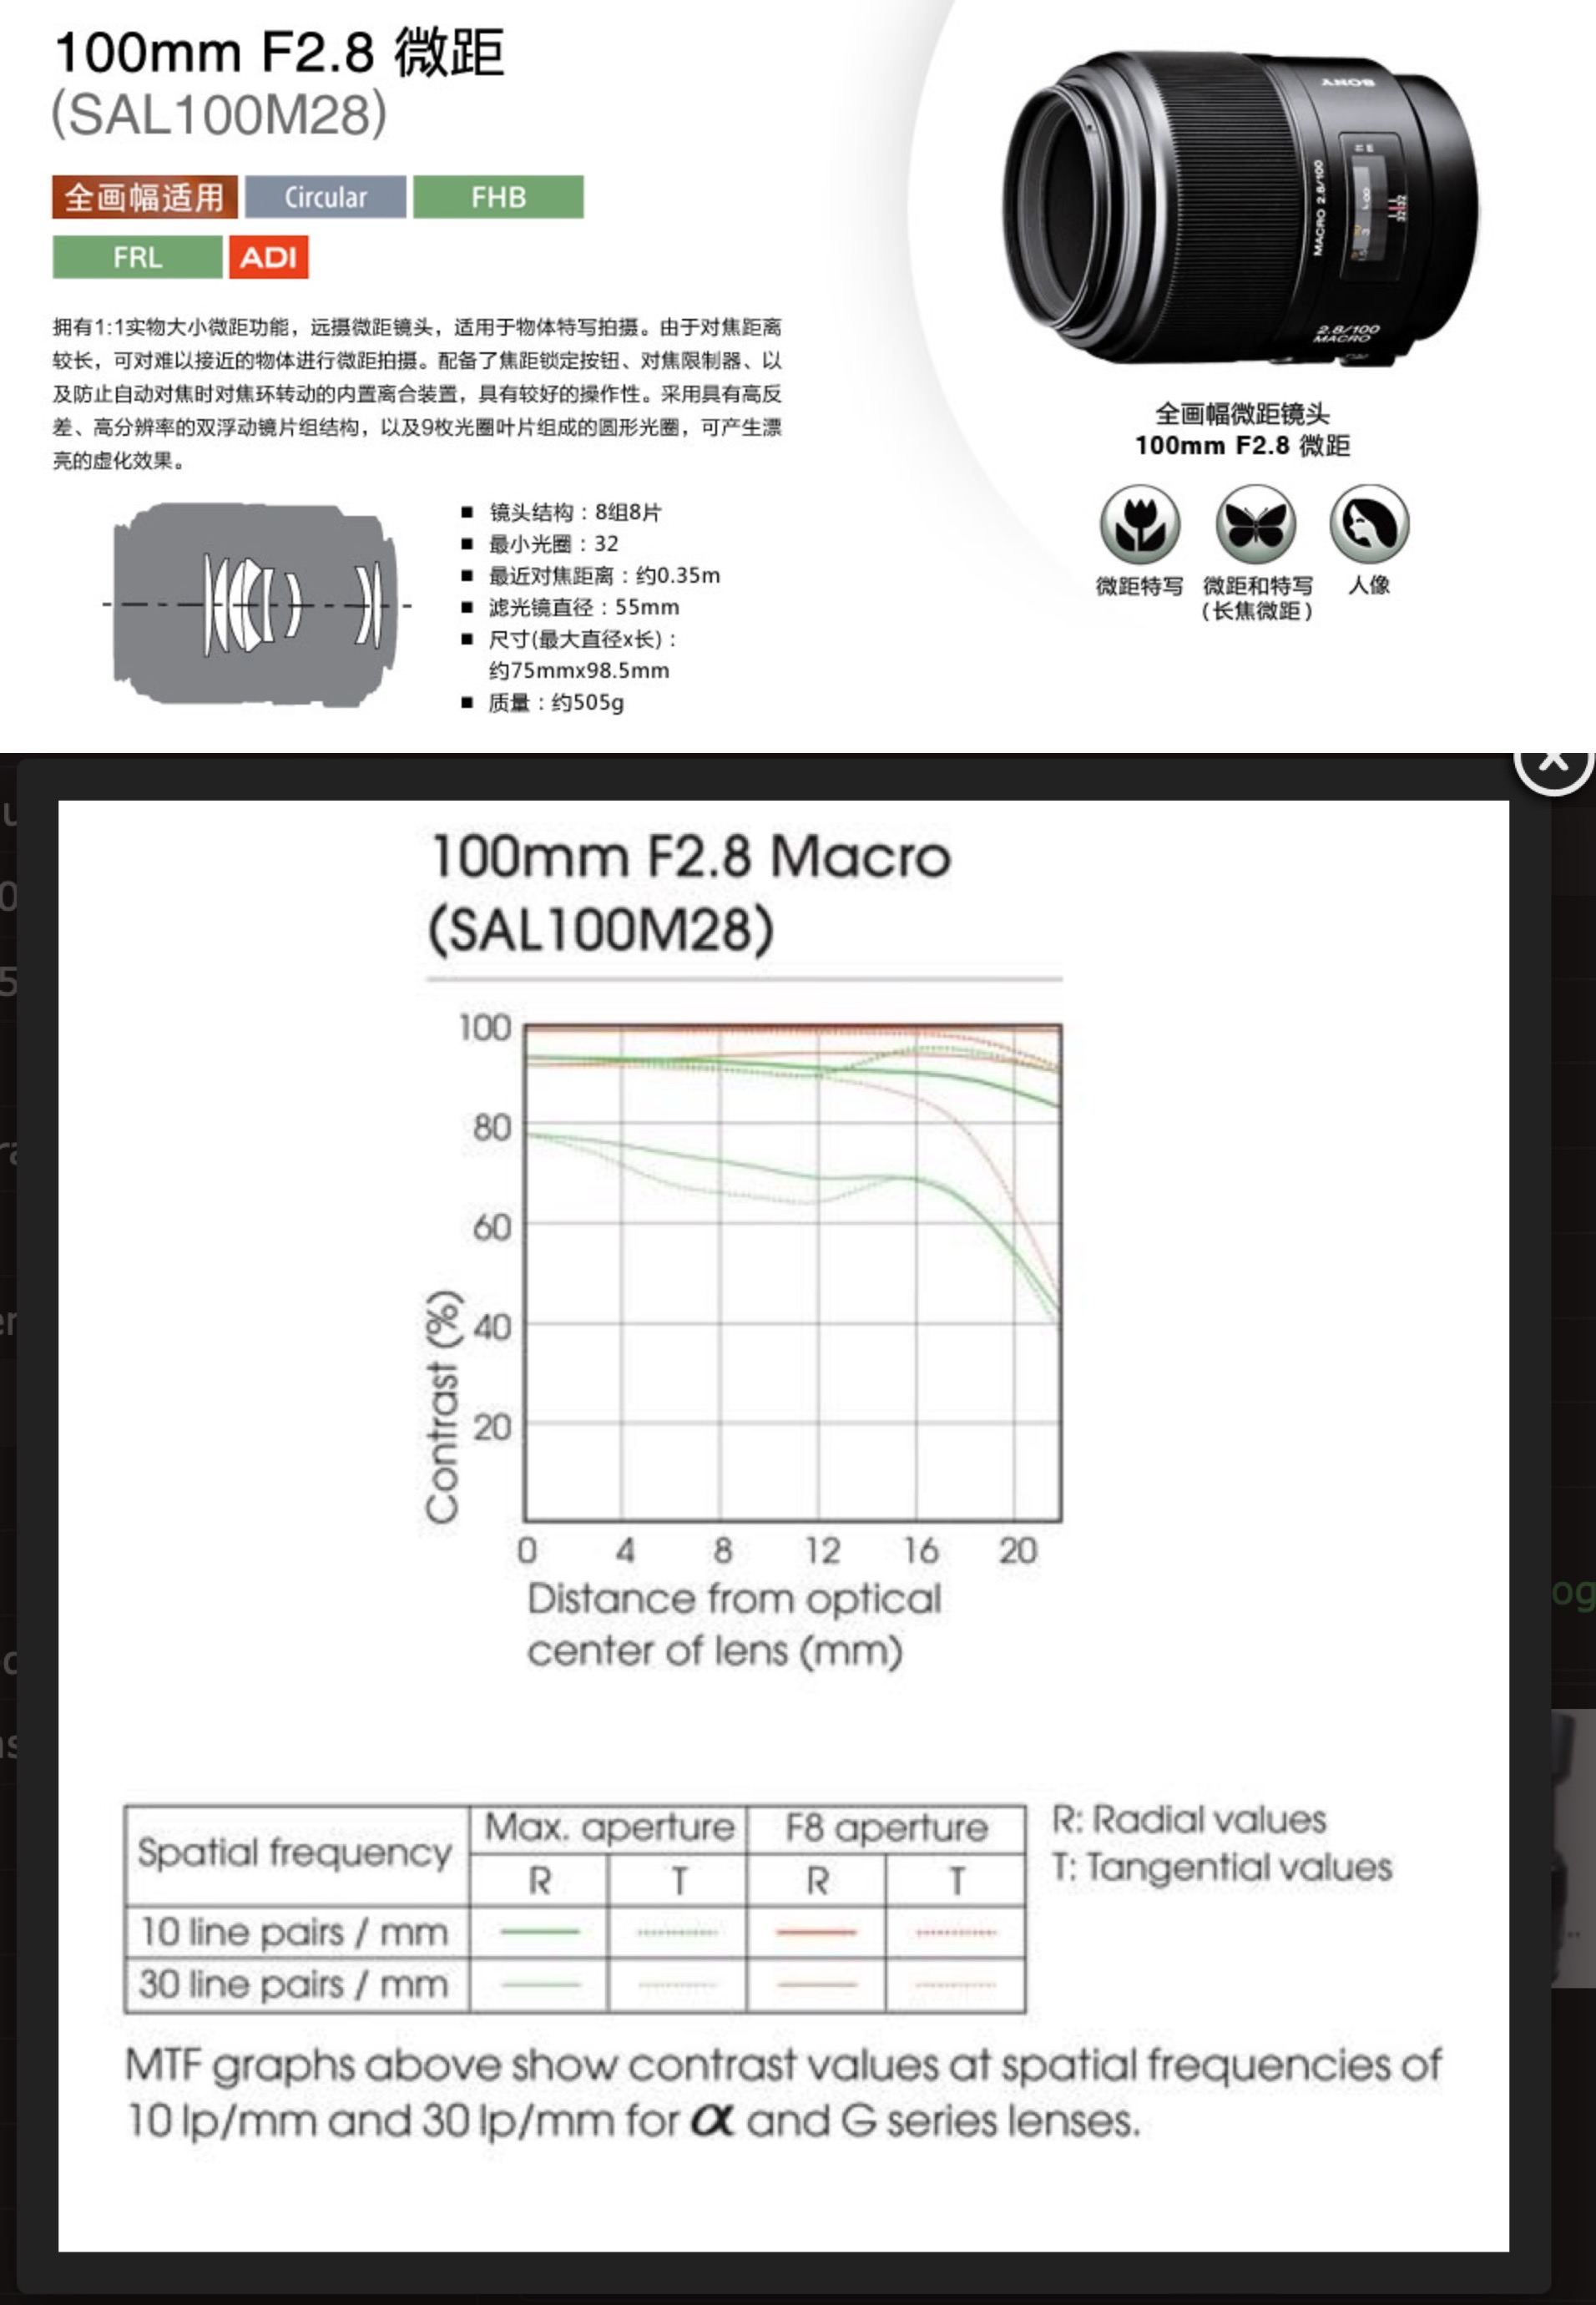 100mm F2.8 微距
(SAL100M28)
全画幅适用 Circular FHB
FRL ADI
拥有1:1实物大小微距功能，远摄微距镜头，适用于物体特写拍摄。由于对焦距离
较长，可对难以接近的物体进行微距拍摄。配备了焦距锁定按钮、对焦限制器、以
及防止自动对焦时对焦环转动的内置离合装置，具有较好的操作性。采用具有高反
差、高分辨率的双浮动镜片组结构，以及9枚光圈叶片组成的圆形光圈，可产生漂
亮的虚化效果。
■ 镜头结构：8组8片
■ 最小光圈：32
■ 最近对焦距离：约0.35m
■ 滤光镜直径：55mm
■ 尺寸(最大直径x长)：
约75mmx98.5mm
■ 质量：约505g
SONY
MACRO 2.8/100
2.8/100
MACRO
全画幅微距镜头
100mm F2.8 微距
微距特写
微距和特写
(长焦微距)
人像
100mm F2.8 Macro
(SAL100M28)
Contrast (%)
100
80
60
40
20
0 4 8 12 16 20
Distance from optical
center of lens (mm)
Spatial frequency Max. aperture F8 aperture
R T R T
10 line pairs / mm
30 line pairs / mm
R: Radial values
T: Tangential values
MTF graphs above show contrast values at spatial frequencies of
10 lp/mm and 30 lp/mm for α and G series lenses.
og